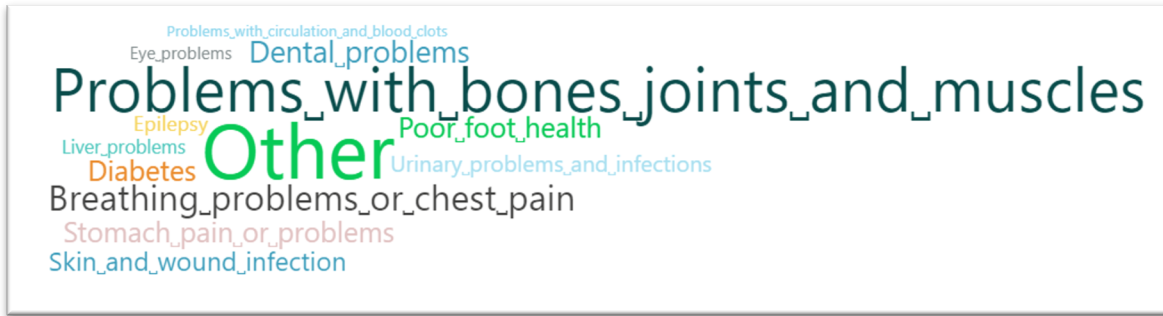 Problems_with_circulation_and_blood_clots
Eye_problems Dental_problems
Problems_with_bones_joints_and_muscles
Epilepsy Other Poor_foot_health
Liver_problems Urinary_problems_and_infections
Diabetes
Breathing_problems_or_chest_pain
Stomach_pain_or_problems
Skin_and_wound_infection